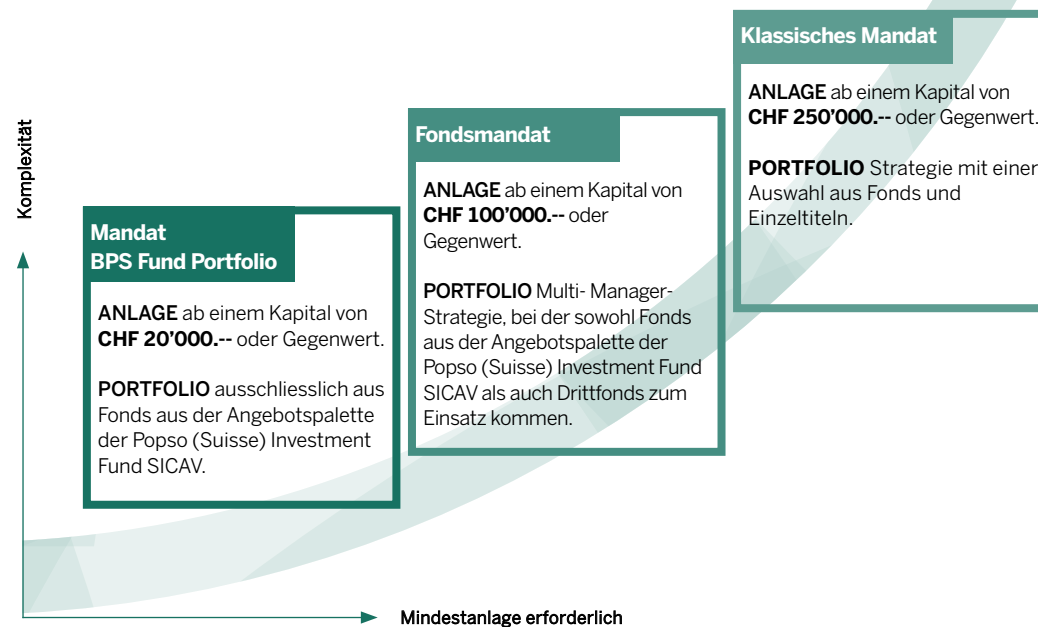 Komplexität
Mandat
BPS Fund Portfolio
ANLAGE ab einem Kapital von
CHF 20’000.-- oder Gegenwert.
PORTFOLIO ausschliesslich aus
Fonds aus der Angebotspalette
der Popso (Suisse) Investment
Fund SICAV.
Fondsmandat
ANLAGE ab einem Kapital von
CHF 100’000.-- oder
Gegenwert.
PORTFOLIO Multi- Manager-
Strategie, bei der sowohl Fonds
aus der Angebotspalette der
Popso (Suisse) Investment Fund
SICAV als auch Drittfonds zum
Einsatz kommen.
Klassisches Mandat
ANLAGE ab einem Kapital von
CHF 250’000.-- oder Gegenwert.
PORTFOLIO Strategie mit einer
Auswahl aus Fonds und
Einzeltiteln.
Mindestanlage erforderlich